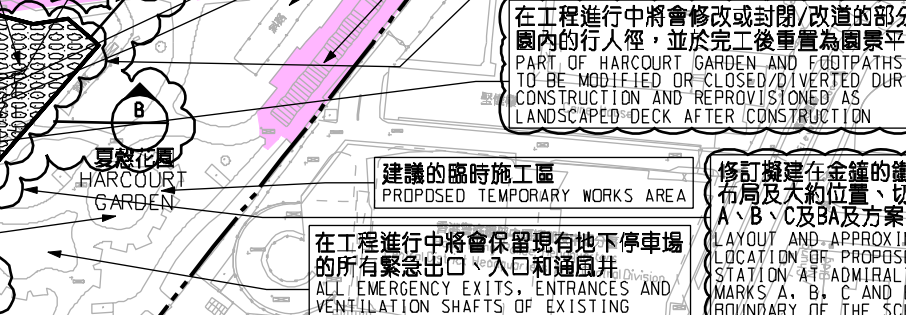 在工程進行中將會修改或封閉/改道的部分
園內的行人徑，並於完工後重置為園景平
PART OF HARCOURT GARDEN AND FOOTPATHS
TO BE MODIFIED OR CLOSED/DIVERTED DUR
CONSTRUCTION AND REPROVISIONED AS
LANDSCAPED DECK AFTER CONSTRUCTION
B
夏慤花園
HARCOURT
GARDEN
建議的臨時施工區
PROPOSED TEMPORARY WORKS AREA
修訂擬建在金鐘的鐵
布局及大約位置、切
A、B、C及BA及方案
LAYOUT AND APPROXI
LOCATION OF PROPOSE
STATION AT ADMIRAL
MARKS A, B, C AND
BOUNDARY OF THE SC
在工程進行中將會保留現有地下停車場
的所有緊急出口、入口和通風井
ALL EMERGENCY EXITS, ENTRANCES AND
VENTILATION SHAFTS OF EXISTING